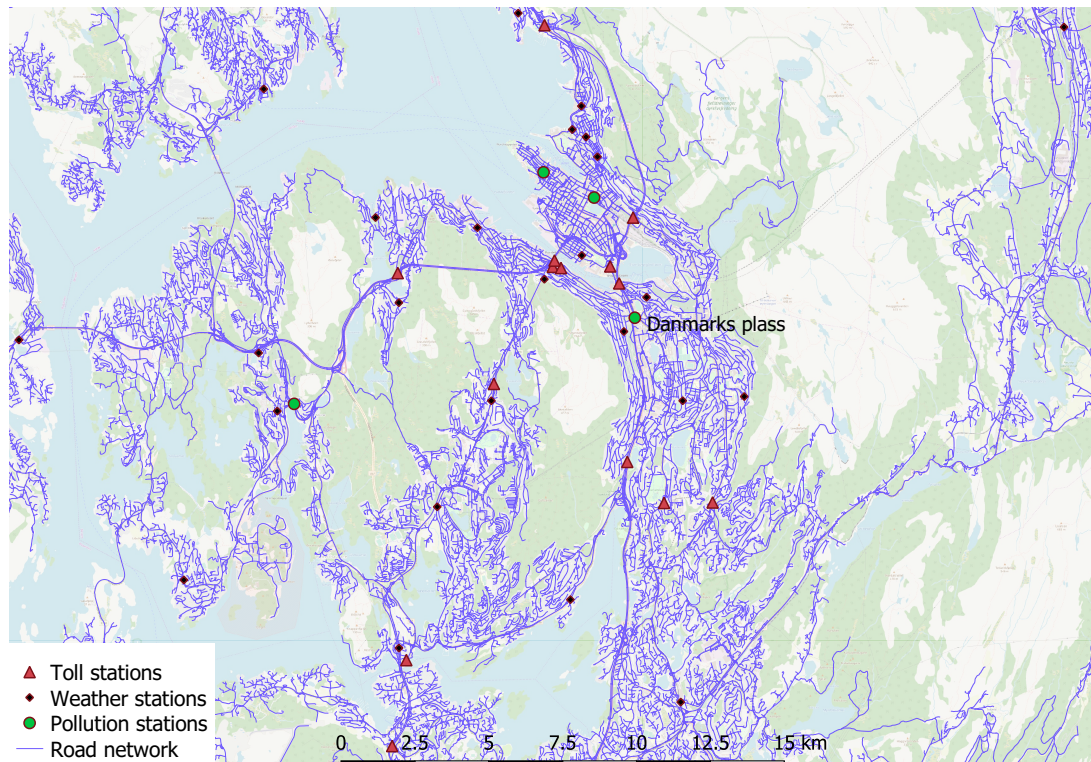 Danmarks plass
Toll stations
Weather stations
Pollution stations
Road network
0 2.5 5 7.5 10 12.5 15 km